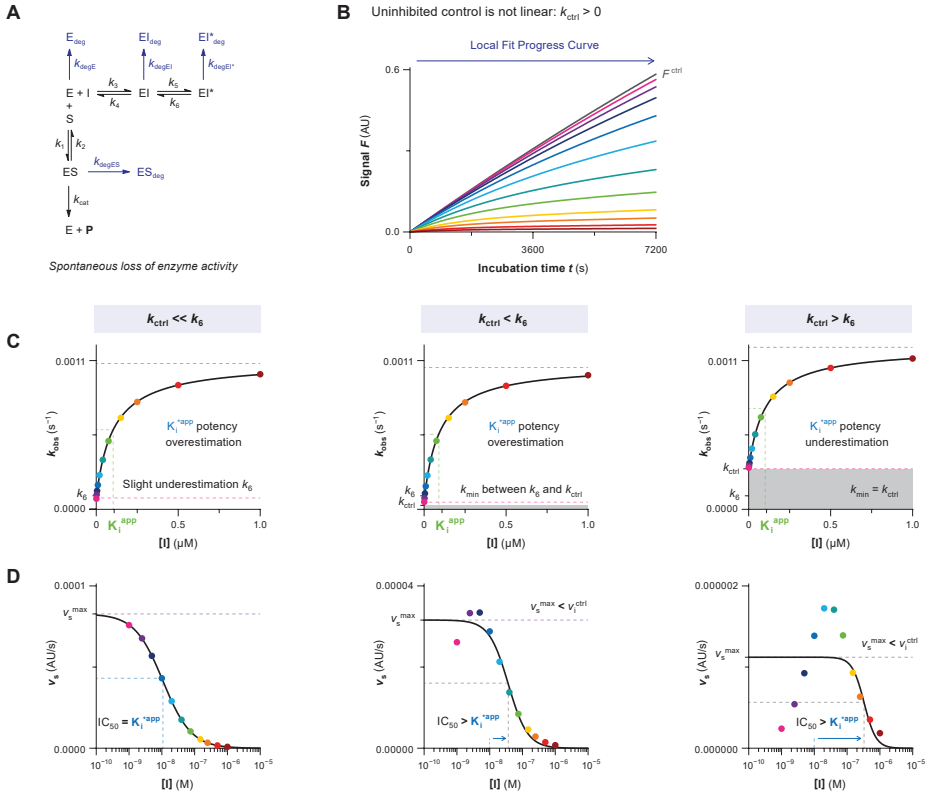 A
E_deg EI_deg EI*_deg
k_degE k_degEI k_degEI*
E + I k_3 k_4 EI k_5 k_6 EI*
+
S
k_1 k_2
ES k_degES ES_deg
k_cat
E + P
Spontaneous loss of enzyme activity
B
Uninhibited control is not linear: k_ctrl > 0
Local Fit Progress Curve
0.6
F^ctrl
Signal F (AU)
0.0
0 3600 7200
Incubation time t (s)
k_ctrl << k_6
k_ctrl < k_6
k_ctrl > k_6
C
0.0011
k_obs (s⁻¹)
K_i^*app potency
overestimation
Slight underestimation k_6
k_6
0.0000
0 0.5 1.0
K_i^app
[I] (µM)
0.0011
k_obs (s⁻¹)
K_i^*app potency
overestimation
k_min between k_6 and k_ctrl
k_6
k_ctrl
0.0000
0 0.5 1.0
K_i^app
[I] (µM)
0.0011
k_obs (s⁻¹)
K_i^*app potency
underestimation
k_ctrl
k_6
k_min = k_ctrl
0.0000
0 0.5 1.0
K_i^app
[I] (µM)
D
0.0001
v_s^max
v_s (AU/s)
IC_50 = K_i^*app
0.0000
10⁻¹⁰ 10⁻⁹ 10⁻⁸ 10⁻⁷ 10⁻⁶ 10⁻⁵
[I] (M)
0.00004
v_s^max < v_i^ctrl
v_s^max
v_s (AU/s)
IC_50 > K_i^*app
0.00000
10⁻¹⁰ 10⁻⁹ 10⁻⁸ 10⁻⁷ 10⁻⁶ 10⁻⁵
[I] (M)
0.000002
v_s^max < v_i^ctrl
v_s^max
v_s (AU/s)
IC_50 > K_i^*app
0.000000
10⁻¹⁰ 10⁻⁹ 10⁻⁸ 10⁻⁷ 10⁻⁶ 10⁻⁵
[I] (M)